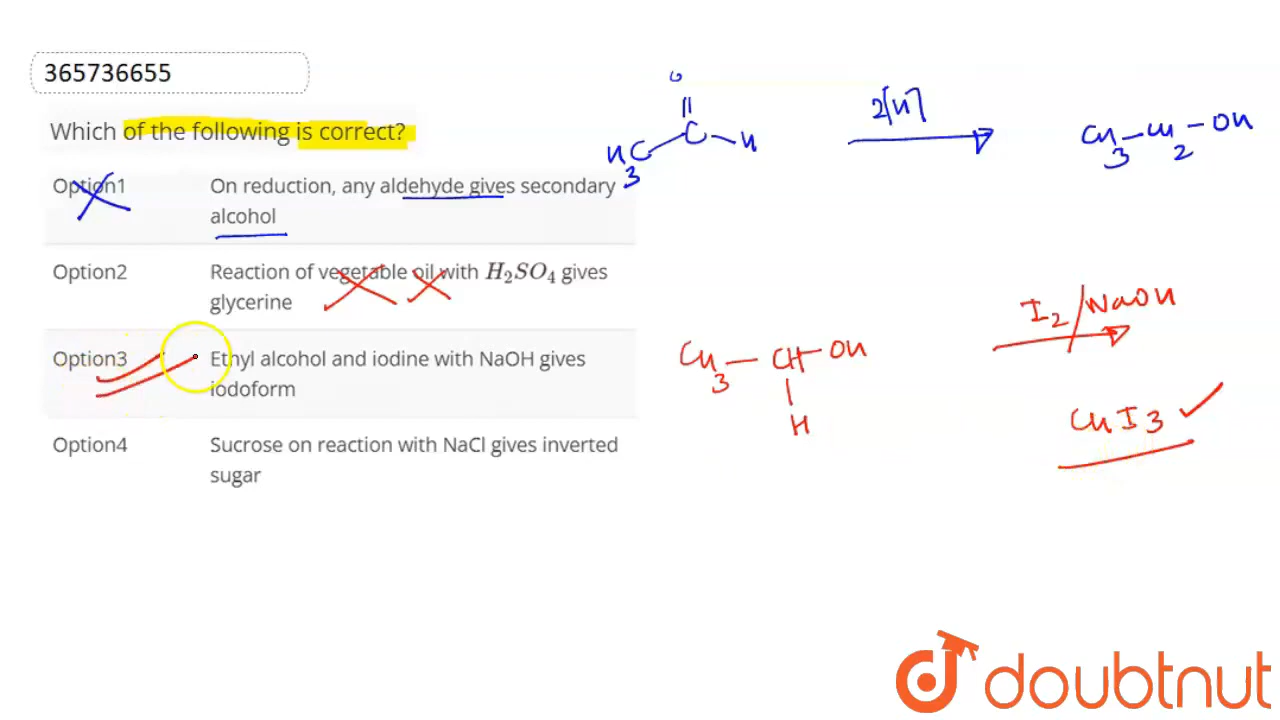 365736655
Which of the following is correct?
Option1 On reduction, any aldehyde gives secondary
alcohol
Option2 Reaction of vegetable oil with H₂SO₄ gives
glycerine
Option3 Ethyl alcohol and iodine with NaOH gives
iodoform
Option4 Sucrose on reaction with NaCl gives inverted
sugar
O
||
H₃C C H
2[H]
CH₃-CH₂-OH
CH₃-CH-OH
|
H
I₂/NaOH
CHI₃
doubtnut